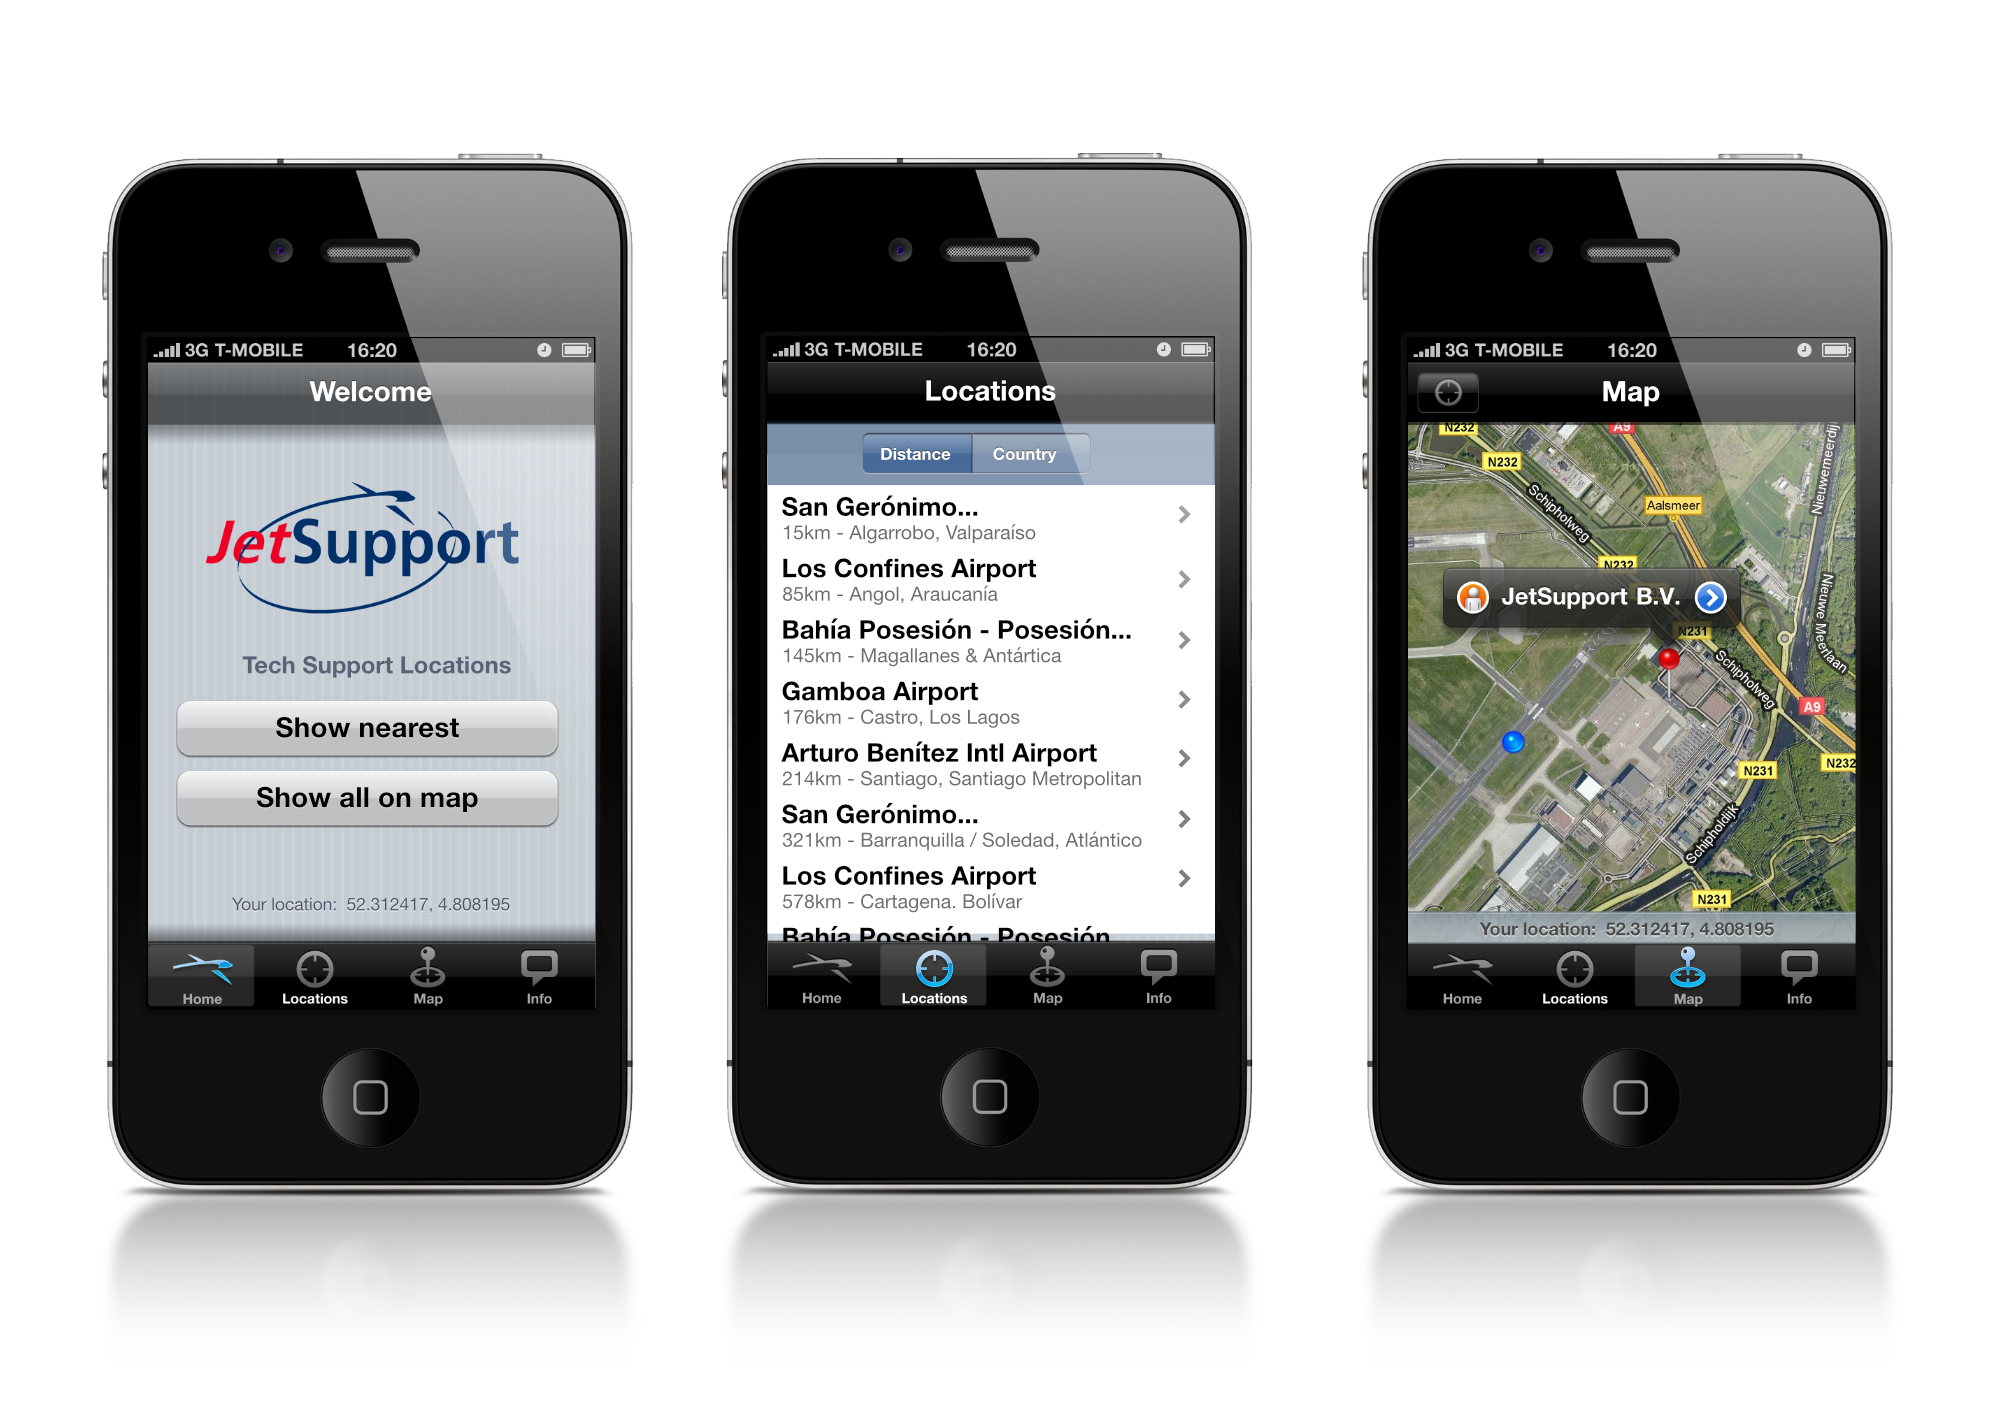 3G T-MOBILE 16:20
Welcome
JetSupport
Tech Support Locations
Show nearest
Show all on map
Your location: 52.312417, 4.808195
Home Locations Map Info
3G T-MOBILE 16:20
Locations
Distance Country
San Gerónimo...
15km - Algarrobo, Valparaíso
Los Confines Airport
85km - Angol, Araucanía
Bahía Posesión - Posesión...
145km - Magallanes & Antártica
Gamboa Airport
176km - Castro, Los Lagos
Arturo Benítez Intl Airport
214km - Santiago, Santiago Metropolitan
San Gerónimo...
321km - Barranquilla / Soledad, Atlántico
Los Confines Airport
578km - Cartagena. Bolívar
Bahía Posesión - Posesión
Home Locations Map Info
3G T-MOBILE 16:20
Map
N232
A9
N232
Nieuwemeerdijk
Schipholweg
Aalsmeer
N232
JetSupport B.V.
Nieuwe Meerlaan
N231
Schipholweg
A9
N232
N231
Schipholdijk
N231
Your location: 52.312417, 4.808195
Home Locations Map Info